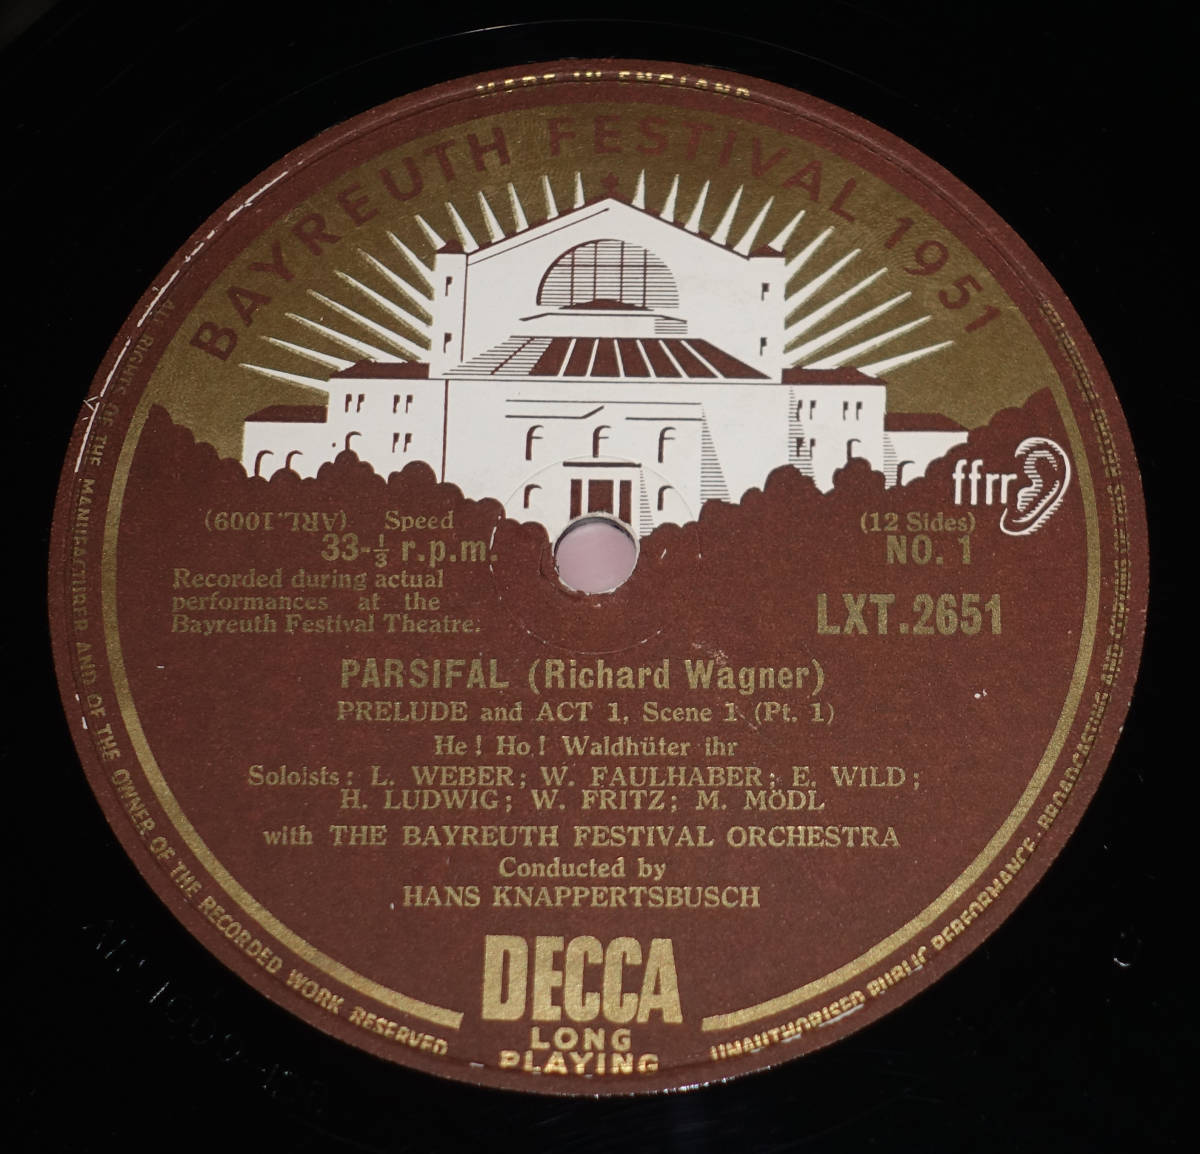 MADE IN ENGLAND
BAYREUTH FESTIVAL 1951
ffrr
(ARL.1009)
Speed
33-⅓ r.p.m.
(12 Sides)
NO. 1
Recorded during actual
performances at the
Bayreuth Festival Theatre.
LXT.2651
PARSIFAL (Richard Wagner)
PRELUDE and ACT 1, Scene 1 (Pt. 1)
He! Ho! Waldhüter ihr
Soloists: L. WEBER; W. FAULHABER; E. WILD;
H. LUDWIG; W. FRITZ; M. MÖDL
with THE BAYREUTH FESTIVAL ORCHESTRA
Conducted by
HANS KNAPPERTSBUSCH
DECCA
LONG
PLAYING
ALL RIGHTS OF THE MANUFACTURER AND OF THE OWNER OF THE RECORDED WORK RESERVED
UNAUTHORISED PUBLIC PERFORMANCE, BROADCASTING AND COPYING OF THIS